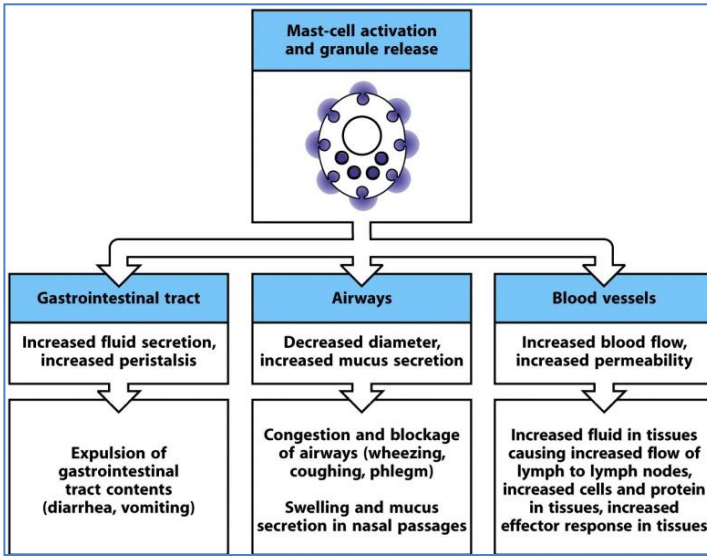 Mast-cell activation
and granule release
Gastrointestinal tract
Increased fluid secretion,
increased peristalsis
Expulsion of
gastrointestinal
tract contents
(diarrhea, vomiting)
Airways
Decreased diameter,
increased mucus secretion
Congestion and blockage
of airways (wheezing,
coughing, phlegm)
Swelling and mucus
secretion in nasal passages
Blood vessels
Increased blood flow,
increased permeability
Increased fluid in tissues
causing increased flow of
lymph to lymph nodes,
increased cells and protein
in tissues, increased
effector response in tissues